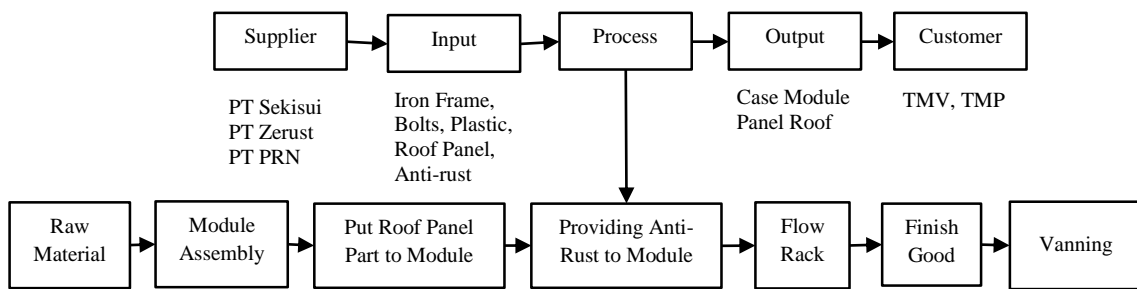 Supplier
Input
Process
Output
Customer
PT Sekisui
PT Zerust
PT PRN
Iron Frame,
Bolts, Plastic,
Roof Panel,
Anti-rust
Case Module
Panel Roof
TMV, TMP
Raw
Material
Module
Assembly
Put Roof Panel
Part to Module
Providing Anti-
Rust to Module
Flow
Rack
Finish
Good
Vanning